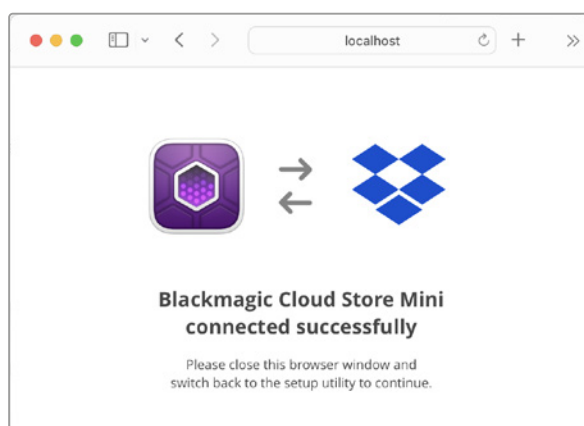 localhost
Blackmagic Cloud Store Mini
connected successfully
Please close this browser window and
switch back to the setup utility to continue.